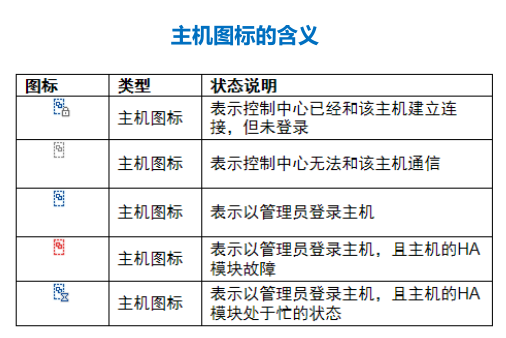 主机图标的含义
图标 类型 状态说明
主机图标 表示控制中心已经和该主机建立连
接，但未登录
主机图标 表示控制中心无法和该主机通信
主机图标 表示以管理员登录主机
主机图标 表示以管理员登录主机，且主机的HA
模块故障
主机图标 表示以管理员登录主机，且主机的HA
模块处于忙的状态